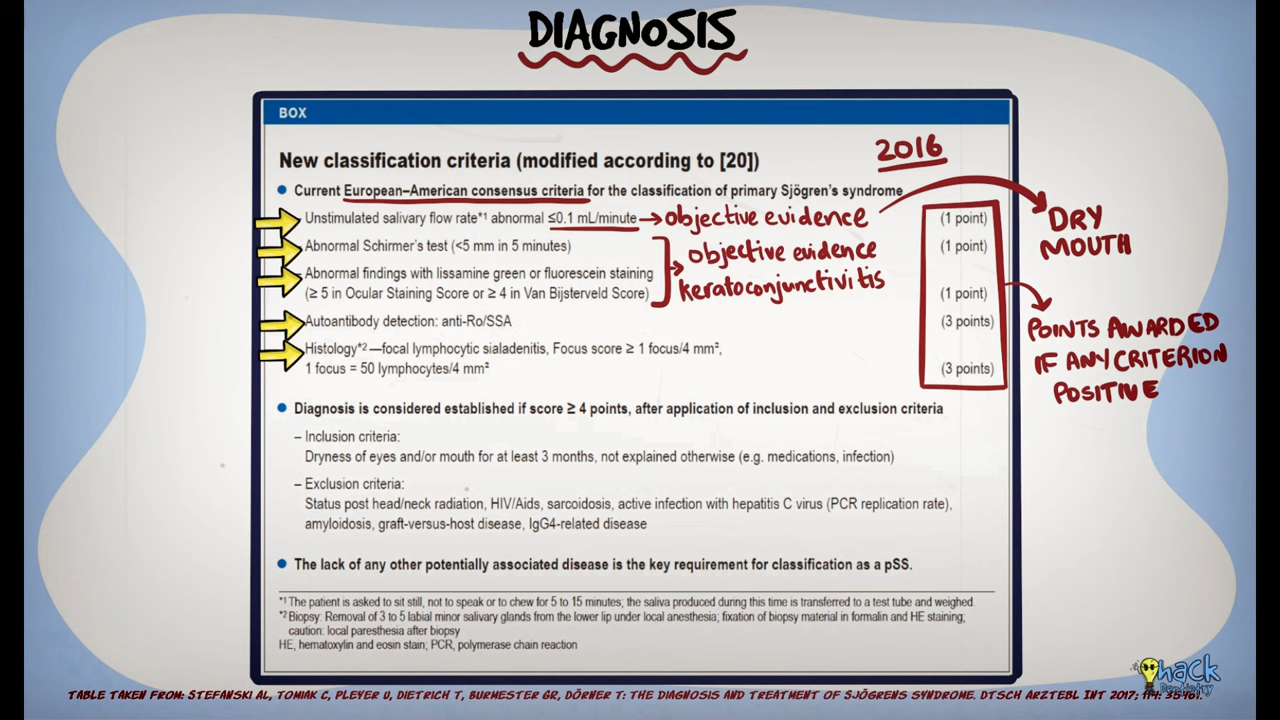 DIAGNOSIS
BOX
New classification criteria (modified according to [20])
2016
● Current European–American consensus criteria for the classification of primary Sjögren's syndrome
Unstimulated salivary flow rate*1 abnormal ≤0.1 mL/minute → objective evidence (1 point)
DRY
MOUTH
Abnormal Schirmer's test (<5 mm in 5 minutes) (1 point)
objective evidence
keratoconjunctivitis
Abnormal findings with lissamine green or fluorescein staining
(≥ 5 in Ocular Staining Score or ≥ 4 in Van Bijsterveld Score) (1 point)
Autoantibody detection: anti-Ro/SSA (3 points)
Histology*2 —focal lymphocytic sialadenitis, Focus score ≥ 1 focus/4 mm²,
1 focus = 50 lymphocytes/4 mm² (3 points)
POINTS AWARDED
IF ANY CRITERION
POSITIVE
● Diagnosis is considered established if score ≥ 4 points, after application of inclusion and exclusion criteria
– Inclusion criteria:
Dryness of eyes and/or mouth for at least 3 months, not explained otherwise (e.g. medications, infection)
– Exclusion criteria:
Status post head/neck radiation, HIV/Aids, sarcoidosis, active infection with hepatitis C virus (PCR replication rate),
amyloidosis, graft-versus-host disease, IgG4-related disease
● The lack of any other potentially associated disease is the key requirement for classification as a pSS.
*1 The patient is asked to sit still, not to speak or to chew for 5 to 15 minutes; the saliva produced during this time is transferred to a test tube and weighed.
*2 Biopsy: Removal of 3 to 5 labial minor salivary glands from the lower lip under local anesthesia; fixation of biopsy material in formalin and HE staining;
caution: local paresthesia after biopsy
HE, hematoxylin and eosin stain; PCR, polymerase chain reaction
hack
Dentistry
TABLE TAKEN FROM: STEFANSKI AL, TOMIAK C, PLEYER U, DIETRICH T, BURMESTER GR, DÖRNER T: THE DIAGNOSIS AND TREATMENT OF SJÖGRENS SYNDROME. DTSCH ARZTEBL INT 2017; 114: 35461.